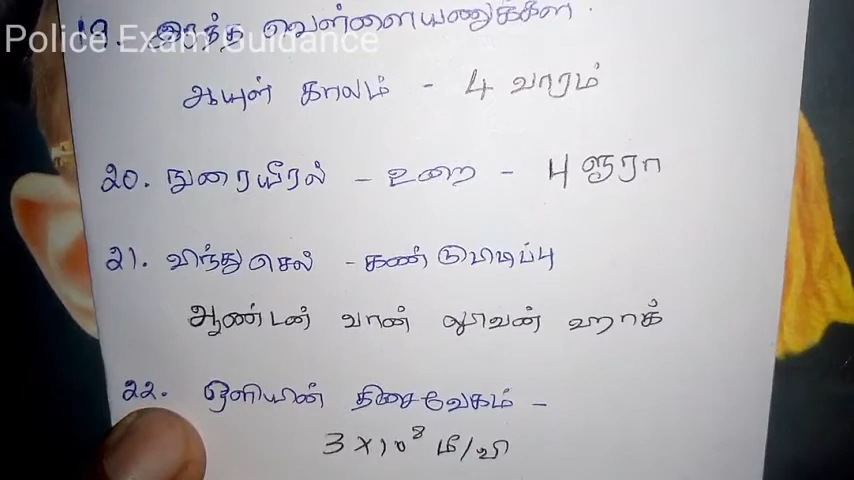 Police Exam Guidance
19. இரத்த வெள்ளையணுக்கள்.
ஆயுள் காலம் - 4 வாரம்
20. நுரையீரல் - உறை - புளூரா
21. விந்து செல் - கண்டுபிடிப்பு
ஆண்டன் வான் லூவன் ஹாக்
22. ஒளியின் திசைவேகம் -
3 x 10⁸ மீ/வி